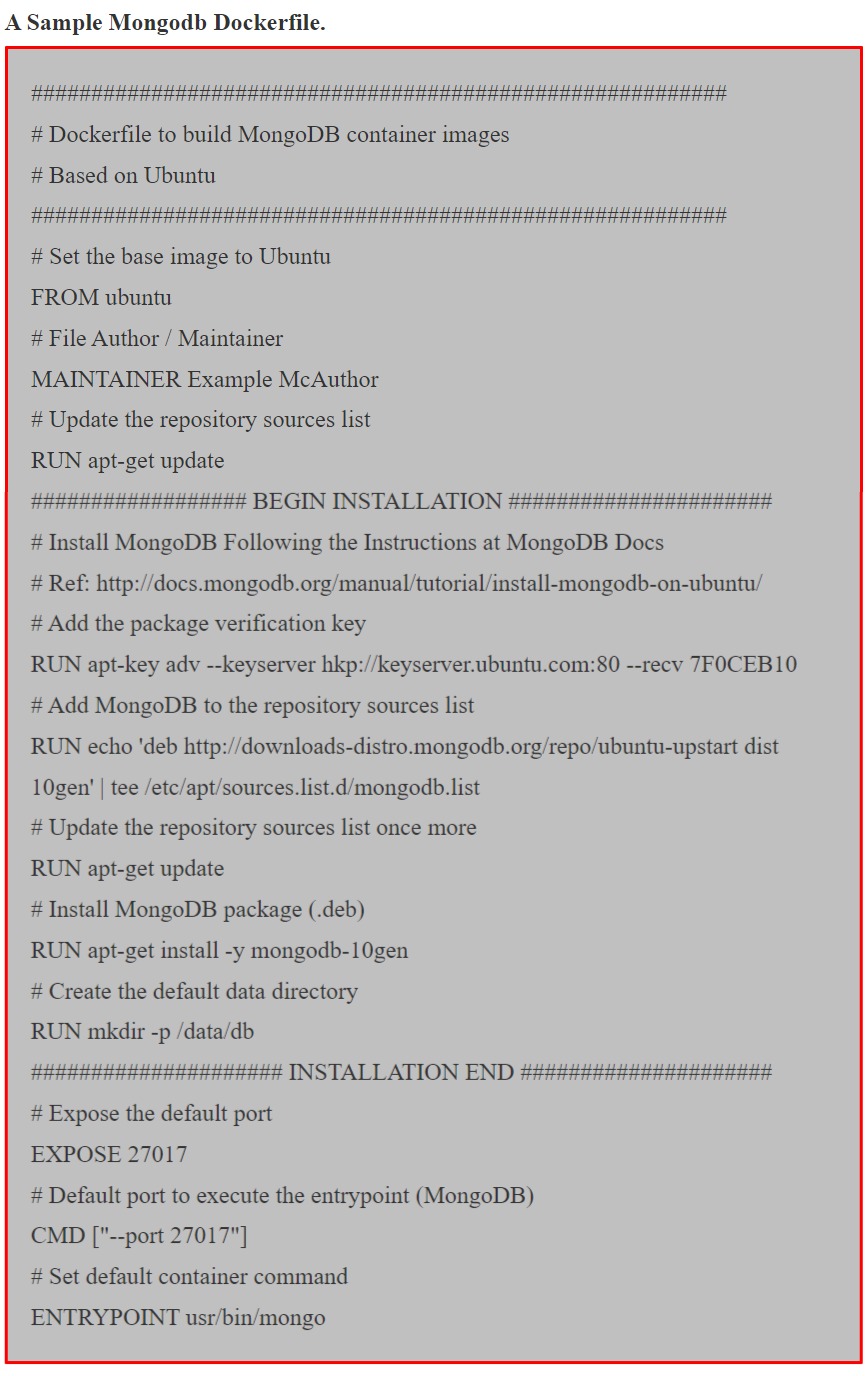 A Sample Mongodb Dockerfile.
##########################################################
# Dockerfile to build MongoDB container images
# Based on Ubuntu
##########################################################
# Set the base image to Ubuntu
FROM ubuntu
# File Author / Maintainer
MAINTAINER Example McAuthor
# Update the repository sources list
RUN apt-get update
################## BEGIN INSTALLATION ######################
# Install MongoDB Following the Instructions at MongoDB Docs
# Ref: http://docs.mongodb.org/manual/tutorial/install-mongodb-on-ubuntu/
# Add the package verification key
RUN apt-key adv --keyserver hkp://keyserver.ubuntu.com:80 --recv 7F0CEB10
# Add MongoDB to the repository sources list
RUN echo 'deb http://downloads-distro.mongodb.org/repo/ubuntu-upstart dist
10gen' | tee /etc/apt/sources.list.d/mongodb.list
# Update the repository sources list once more
RUN apt-get update
# Install MongoDB package (.deb)
RUN apt-get install -y mongodb-10gen
# Create the default data directory
RUN mkdir -p /data/db
##################### INSTALLATION END #####################
# Expose the default port
EXPOSE 27017
# Default port to execute the entrypoint (MongoDB)
CMD ["--port 27017"]
# Set default container command
ENTRYPOINT usr/bin/mongo